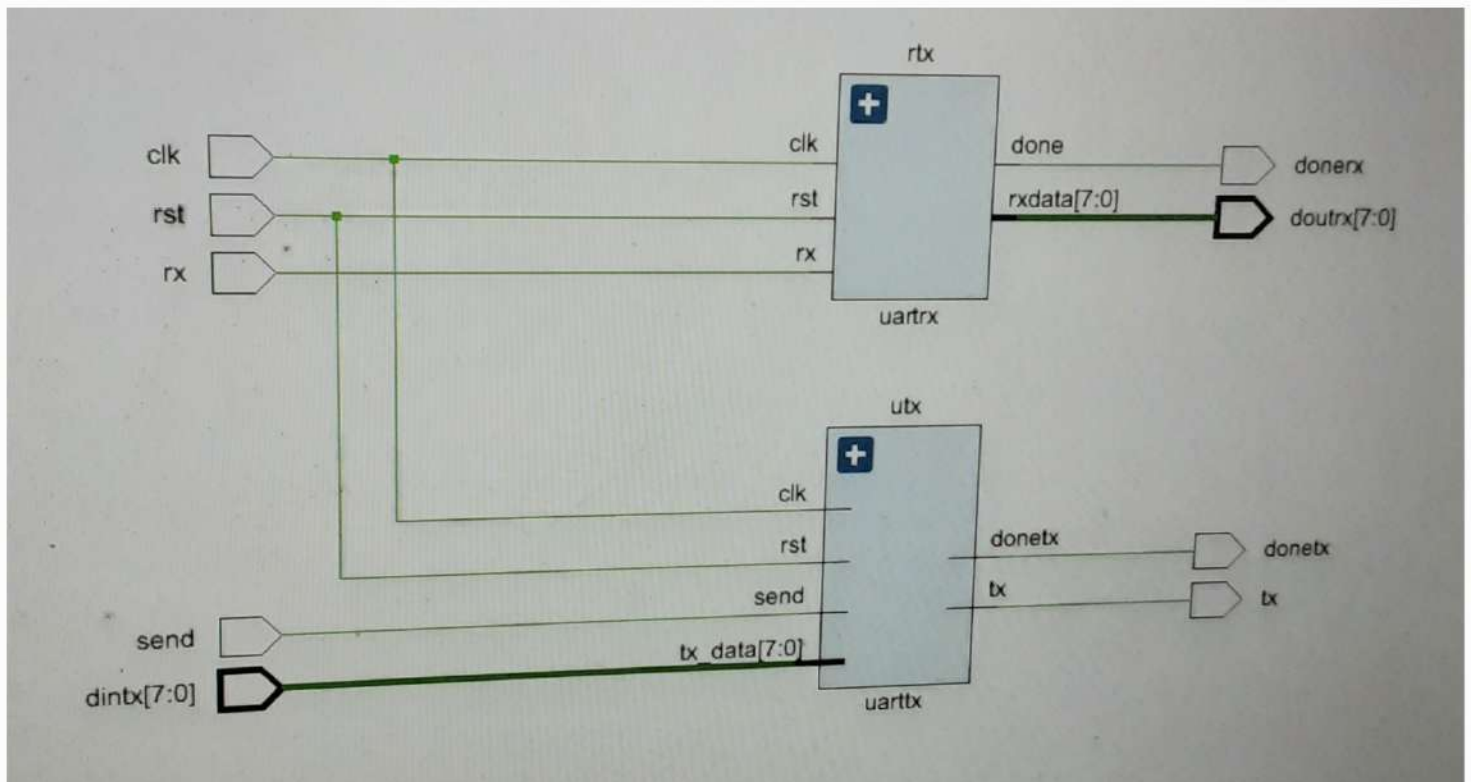 rtx
clk
clk
done
donerx
rst
rst
rxdata[7:0]
doutrx[7:0]
rx
rx
uartrx
utx
clk
rst
donetx
donetx
send
send
tx
tx
dintx[7:0]
tx_data[7:0]
uarttx